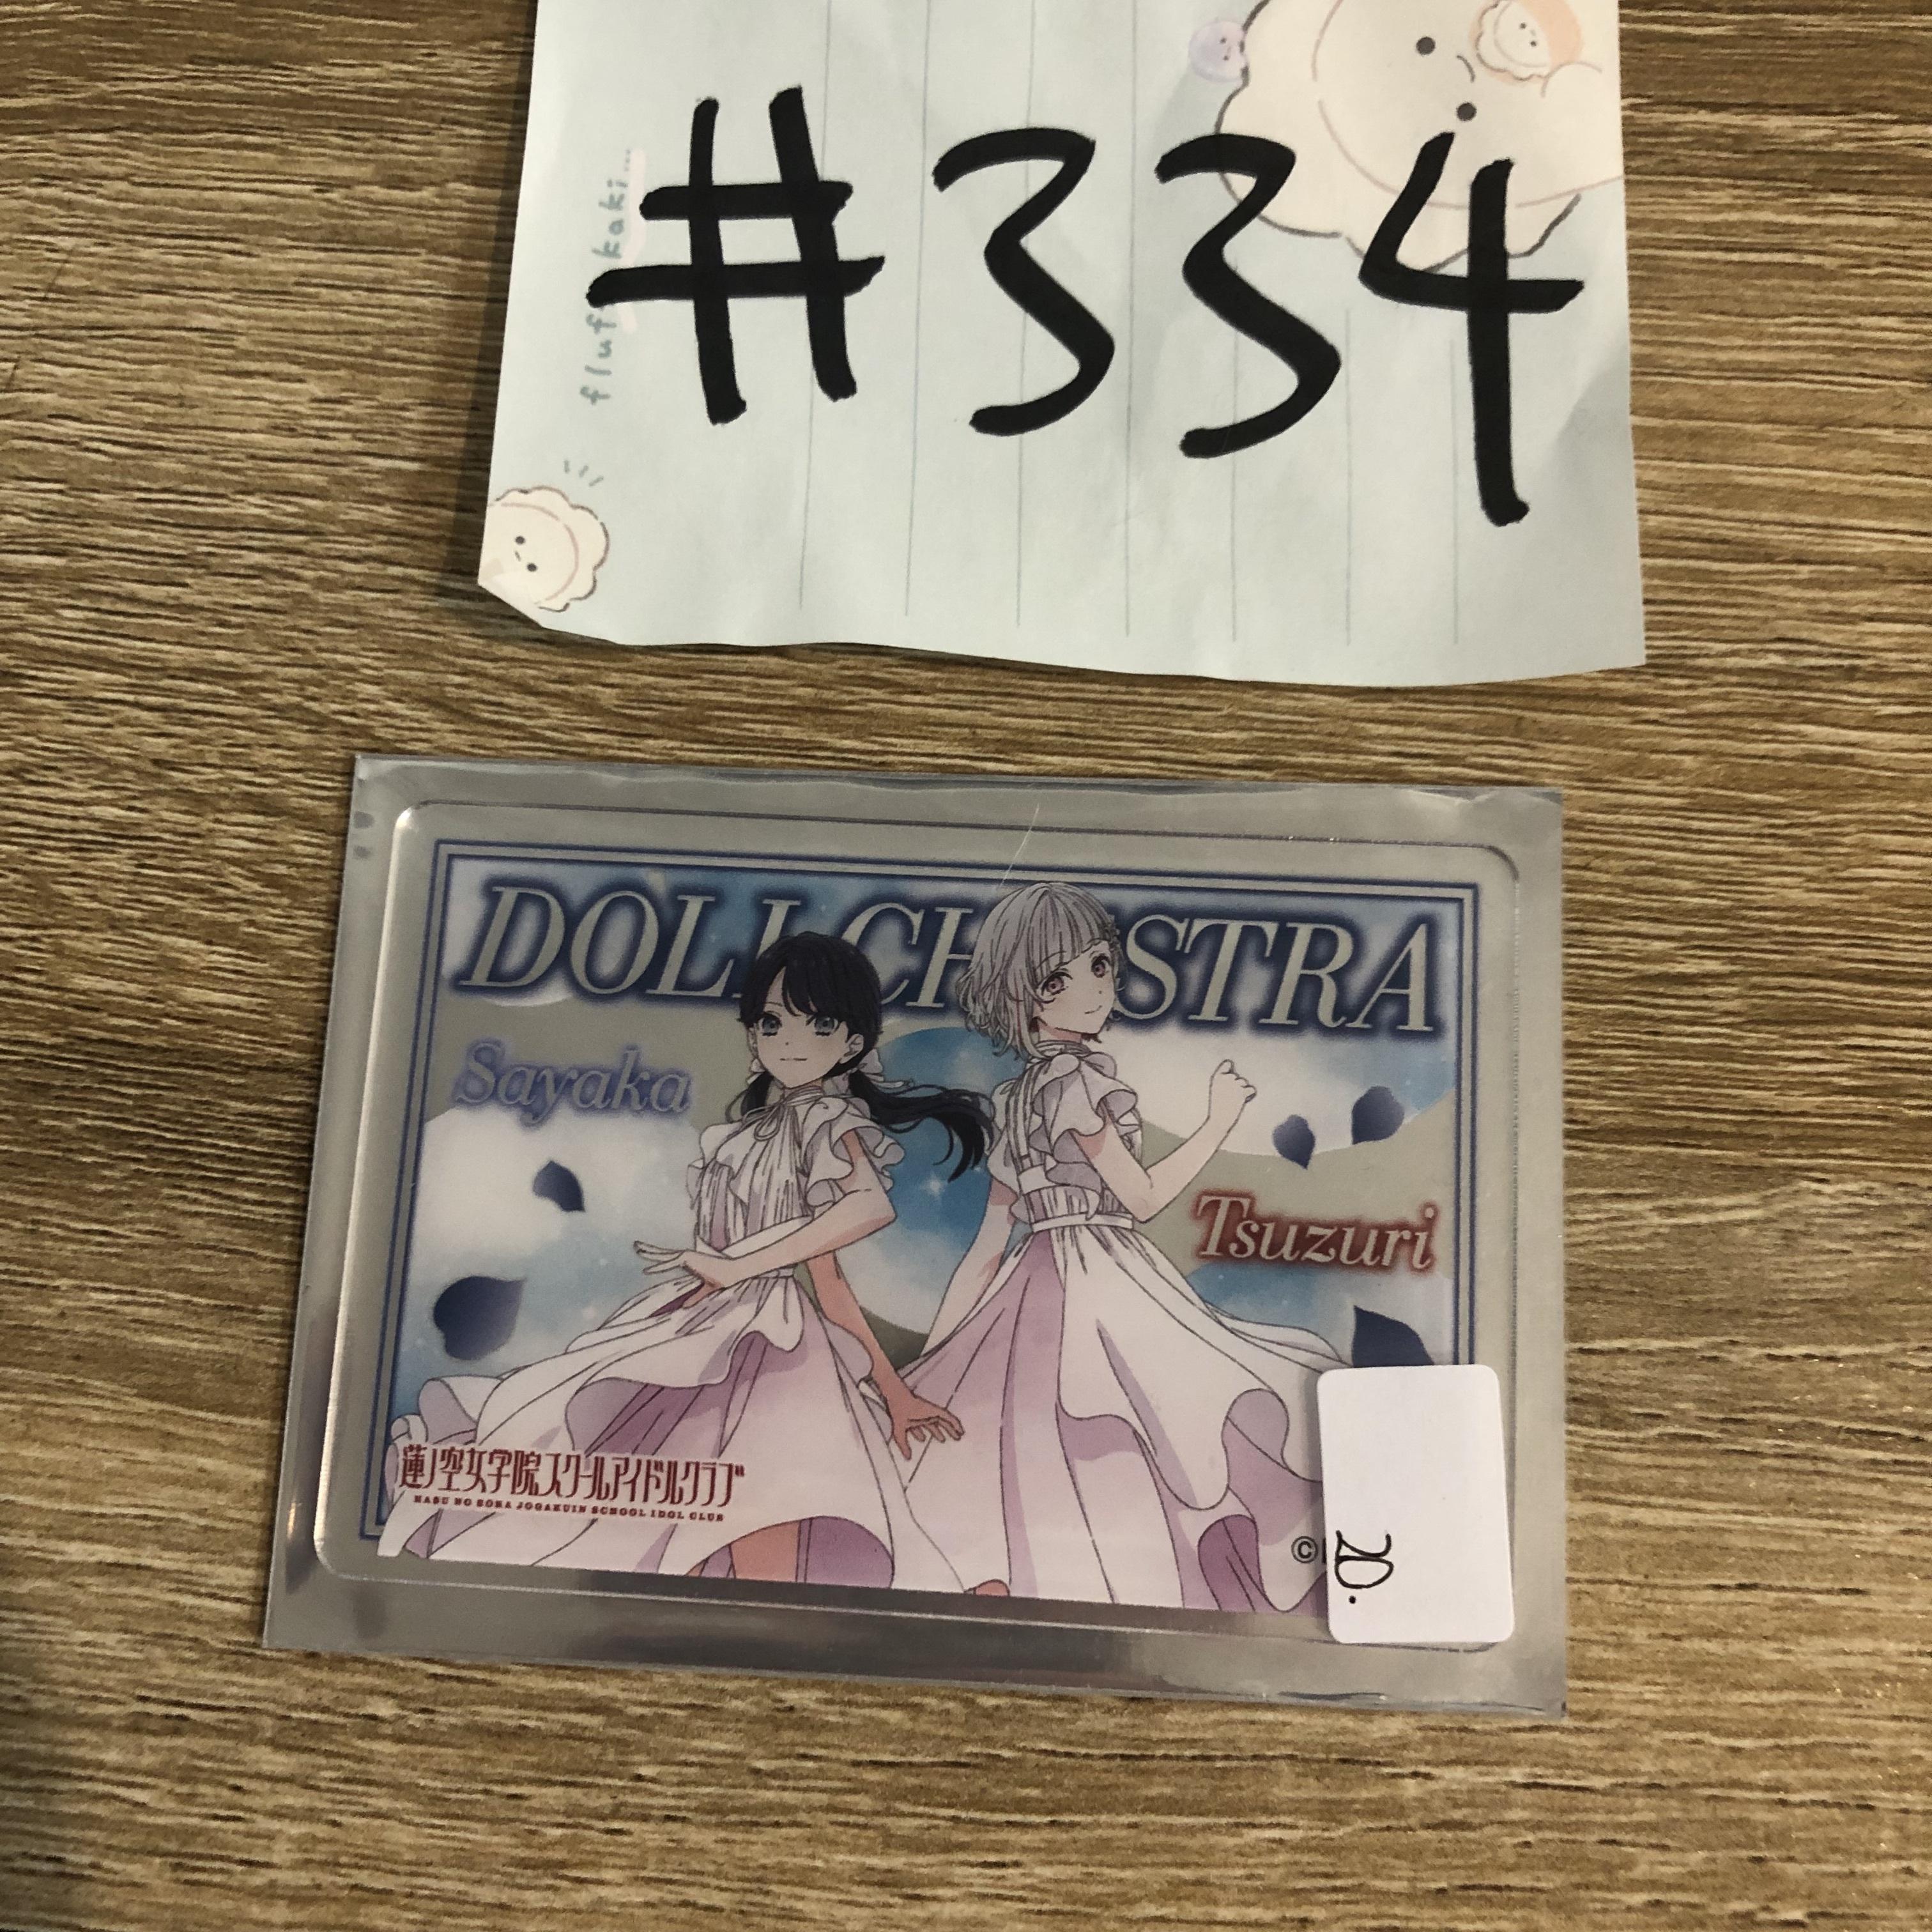 #334
DOLLCHESTRA
Sayaka
Tsuzuri
蓮ノ空女学院スクールアイドルクラブ
HASU NO SORA JOGAKUIN SCHOOL IDOL CLUB
©